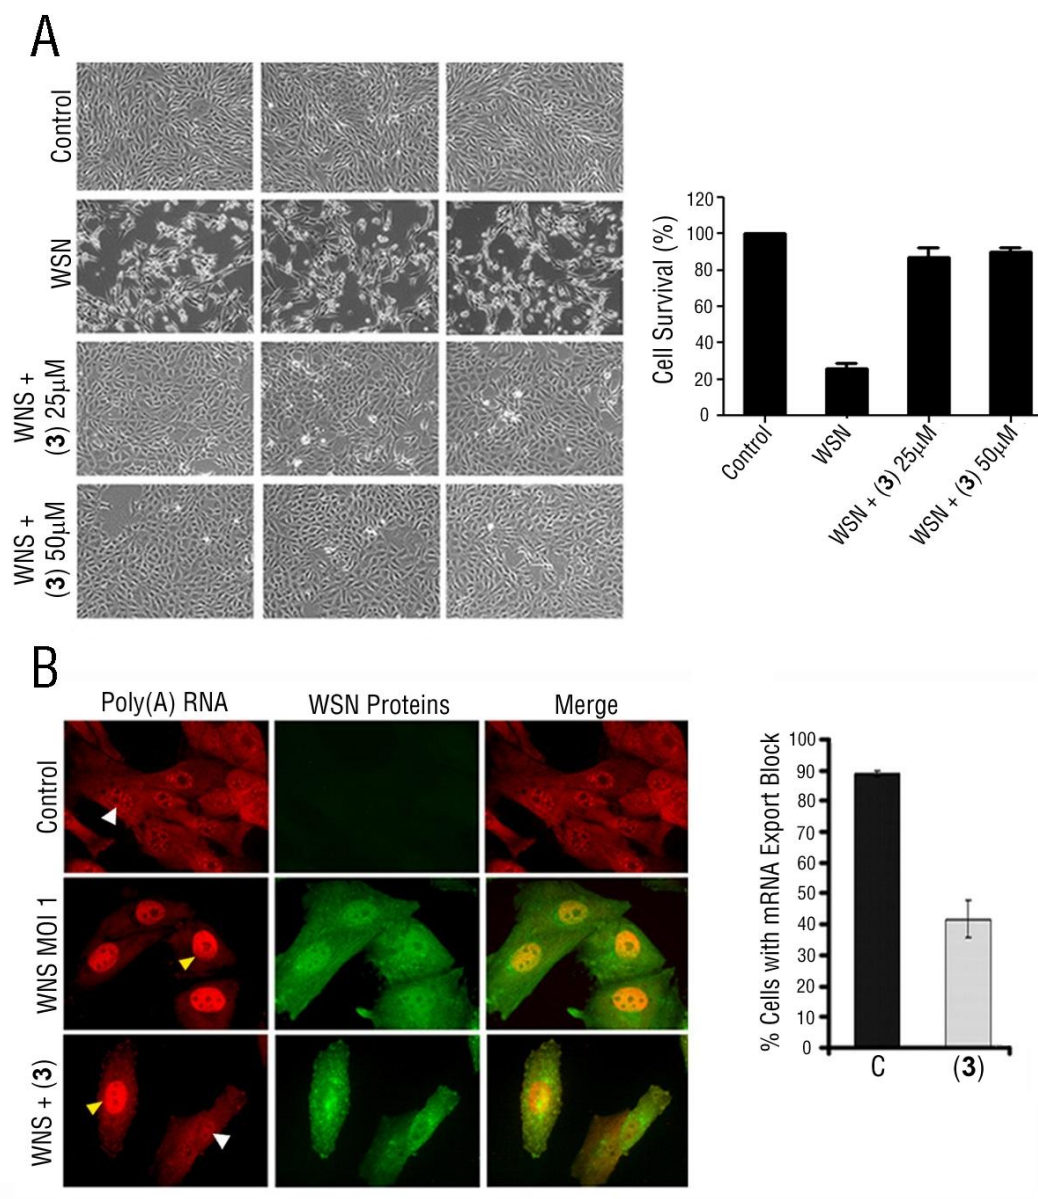 A
Control
WSN
WNS +
(3) 25µM
WNS +
(3) 50µM
Cell Survival (%)
120
100
80
60
40
20
0
Control
WSN
WSN + (3) 25µM
WSN + (3) 50µM
B
Poly(A) RNA
WSN Proteins
Merge
Control
WNS MOI 1
WNS + (3)
% Cells with mRNA Export Block
100
90
80
70
60
50
40
30
20
10
0
C
(3)